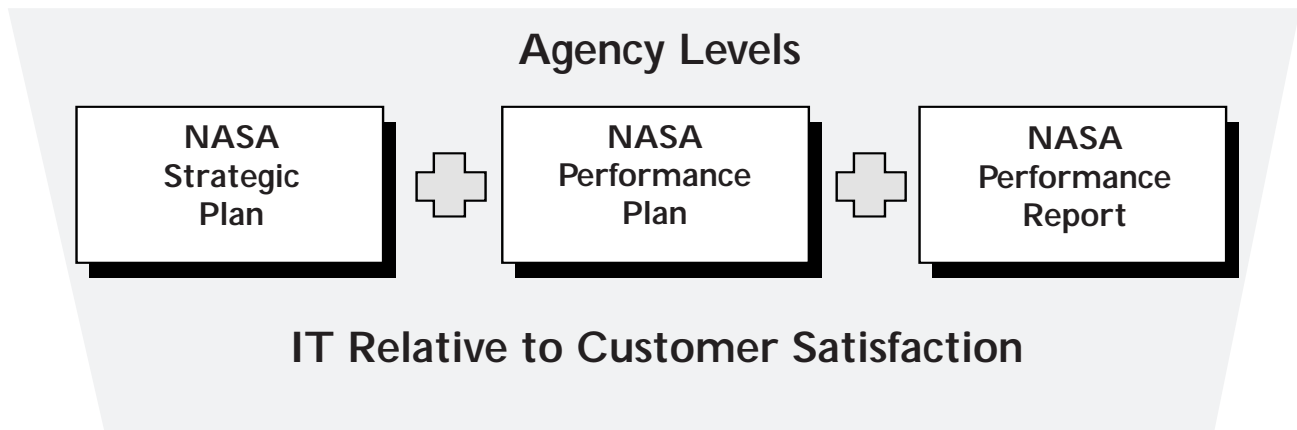 Agency Levels
NASA
Strategic
Plan
NASA
Performance
Plan
NASA
Performance
Report
IT Relative to Customer Satisfaction